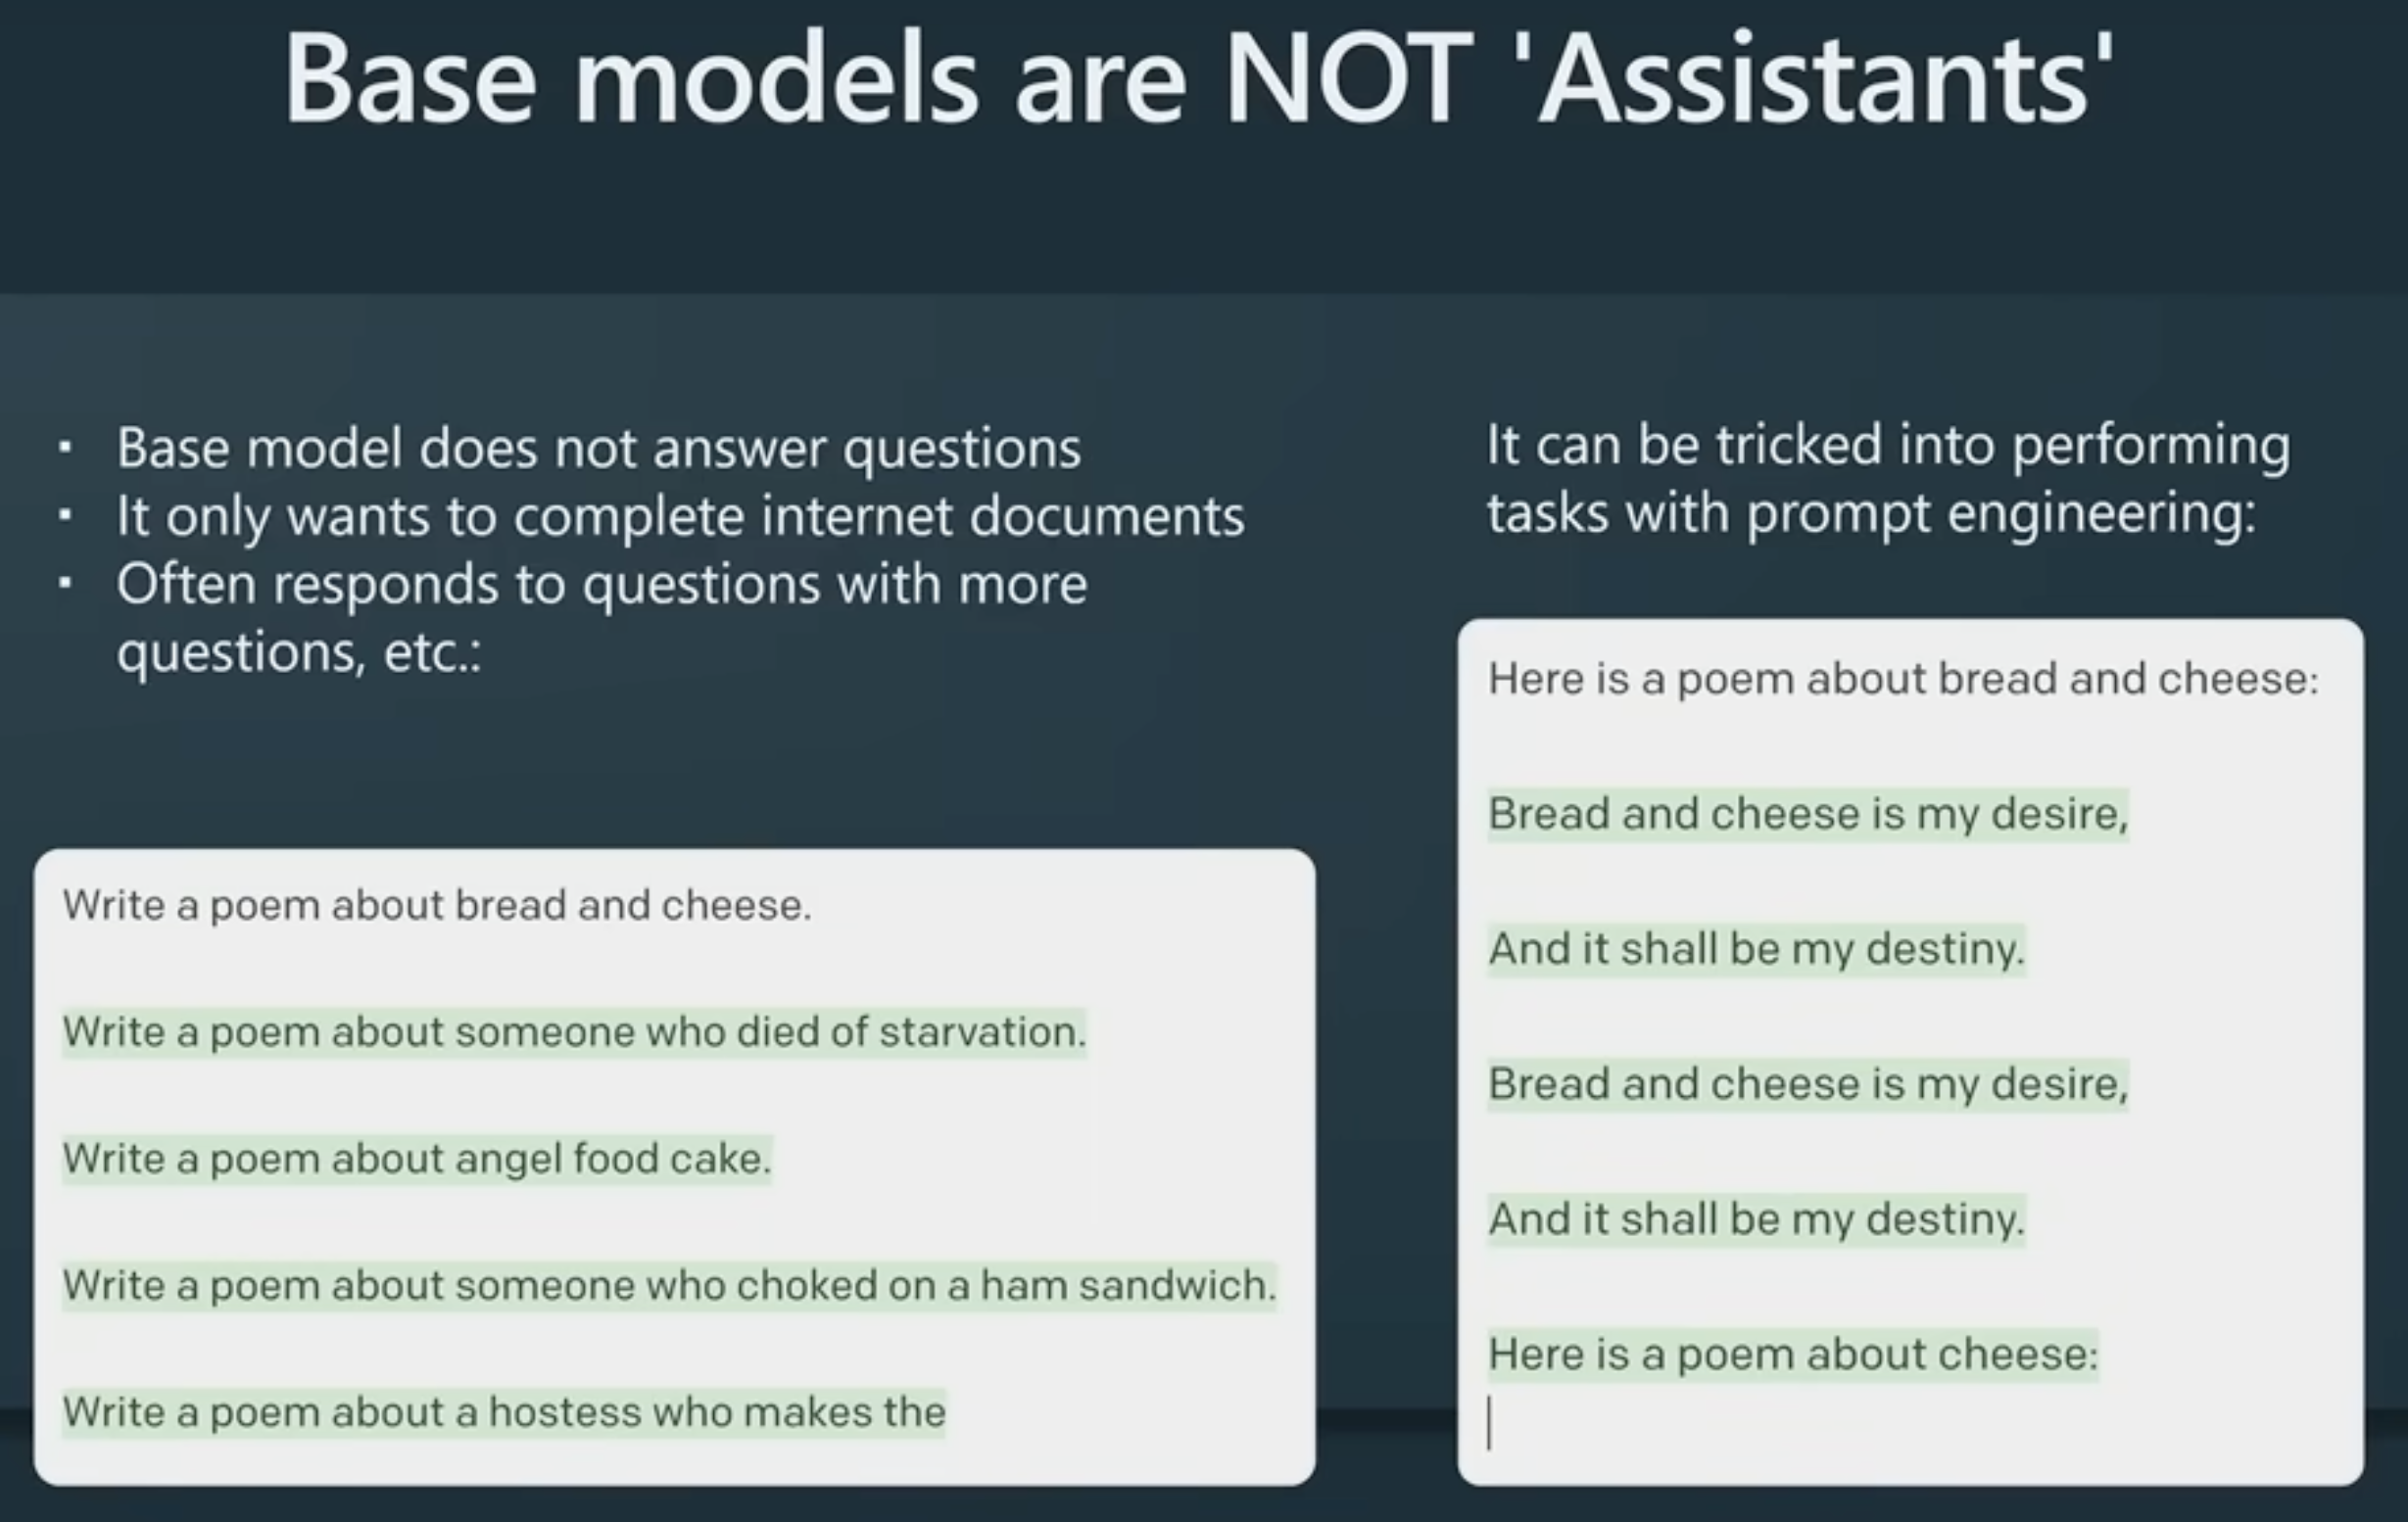 Base models are NOT 'Assistants'
▪ Base model does not answer questions
▪ It only wants to complete internet documents
▪ Often responds to questions with more
questions, etc.:
Write a poem about bread and cheese.
Write a poem about someone who died of starvation.
Write a poem about angel food cake.
Write a poem about someone who choked on a ham sandwich.
Write a poem about a hostess who makes the
It can be tricked into performing
tasks with prompt engineering:
Here is a poem about bread and cheese:
Bread and cheese is my desire,
And it shall be my destiny.
Bread and cheese is my desire,
And it shall be my destiny.
Here is a poem about cheese: